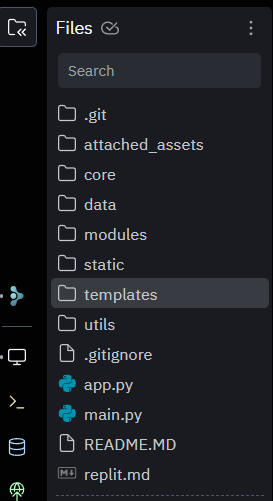 Files
Search
.git
attached_assets
core
data
modules
static
templates
utils
.gitignore
app.py
main.py
README.MD
replit.md